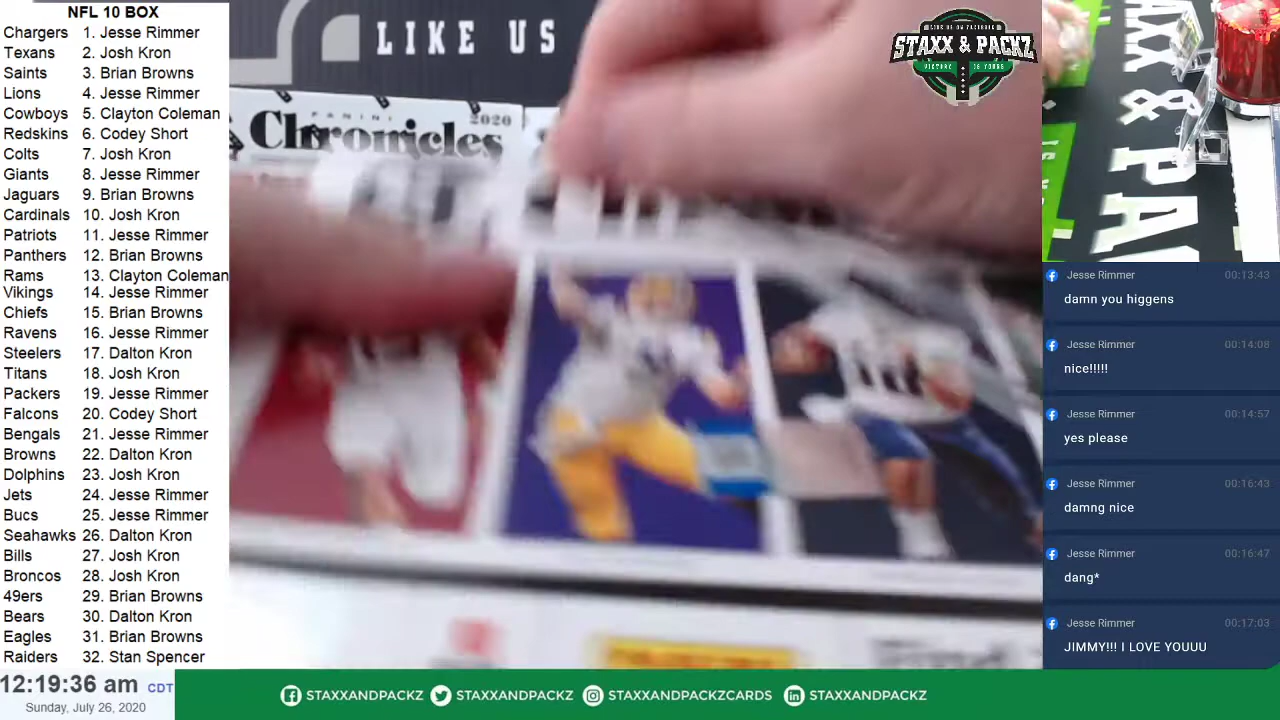 NFL 10 BOX
Chargers 1. Jesse Rimmer
Texans 2. Josh Kron
Saints 3. Brian Browns
Lions 4. Jesse Rimmer
Cowboys 5. Clayton Coleman
Redskins 6. Codey Short
Colts 7. Josh Kron
Giants 8. Jesse Rimmer
Jaguars 9. Brian Browns
Cardinals 10. Josh Kron
Patriots 11. Jesse Rimmer
Panthers 12. Brian Browns
Rams 13. Clayton Coleman
Vikings 14. Jesse Rimmer
Chiefs 15. Brian Browns
Ravens 16. Jesse Rimmer
Steelers 17. Dalton Kron
Titans 18. Josh Kron
Packers 19. Jesse Rimmer
Falcons 20. Codey Short
Bengals 21. Jesse Rimmer
Browns 22. Dalton Kron
Dolphins 23. Josh Kron
Jets 24. Jesse Rimmer
Bucs 25. Jesse Rimmer
Seahawks 26. Dalton Kron
Bills 27. Josh Kron
Broncos 28. Josh Kron
49ers 29. Brian Browns
Bears 30. Dalton Kron
Eagles 31. Brian Browns
Raiders 32. Stan Spencer
12:19:36 am CDT
Sunday, July 26, 2020
LIKE US
PANINI 2020
Chronicles
LIKE US ON FACEBOOK
STAXX & PACKZ
VICTORY IS YOURS
XX & PA
Jesse Rimmer 00:13:43
damn you higgens
Jesse Rimmer 00:14:08
nice!!!!!
Jesse Rimmer 00:14:57
yes please
Jesse Rimmer 00:16:43
damng nice
Jesse Rimmer 00:16:47
dang*
Jesse Rimmer 00:17:03
JIMMY!!! I LOVE YOUUU
STAXXANDPACKZ STAXXANDPACKZ STAXXANDPACKZCARDS STAXXANDPACKZ